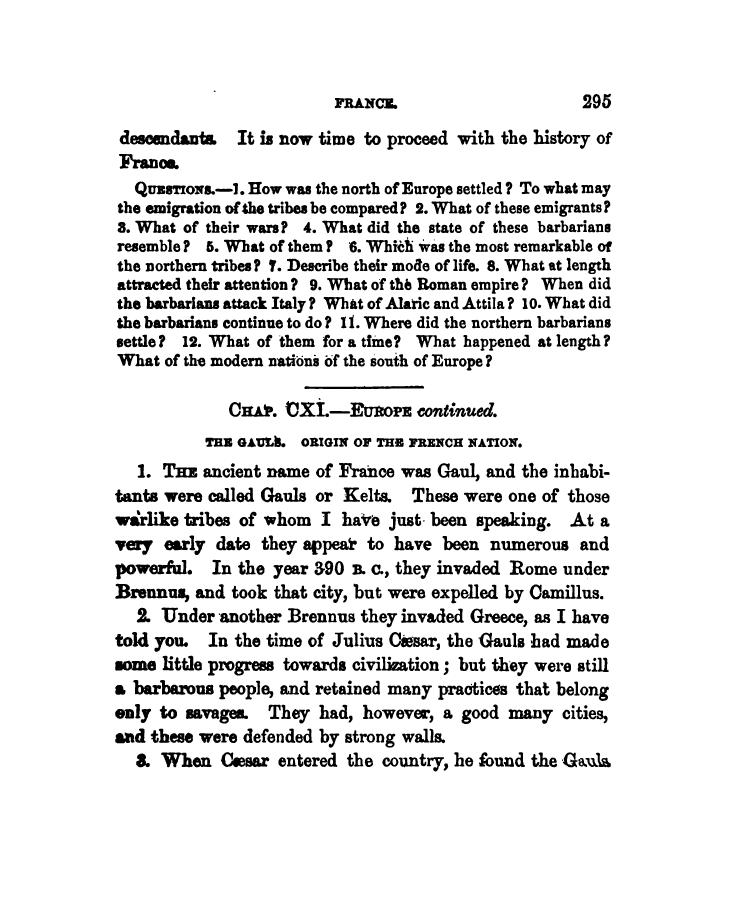 FRANCE. 295
descendants. It is now time to proceed with the history of
France.
QUESTIONS.—1. How was the north of Europe settled? To what may
the emigration of the tribes be compared? 2. What of these emigrants?
3. What of their wars? 4. What did the state of these barbarians
resemble? 5. What of them? 6. Which was the most remarkable of
the northern tribes? 7. Describe their mode of life. 8. What at length
attracted their attention? 9. What of the Roman empire? When did
the barbarians attack Italy? What of Alaric and Attila? 10. What did
the barbarians continue to do? 11. Where did the northern barbarians
settle? 12. What of them for a time? What happened at length?
What of the modern nations of the south of Europe?
CHAP. CXI.—EUROPE continued.
THE GAULS. ORIGIN OF THE FRENCH NATION.
1. THE ancient name of France was Gaul, and the inhabi-
tants were called Gauls or Kelts. These were one of those
warlike tribes of whom I have just been speaking. At a
very early date they appear to have been numerous and
powerful. In the year 390 B. C., they invaded Rome under
Brennus, and took that city, but were expelled by Camillus.
2. Under another Brennus they invaded Greece, as I have
told you. In the time of Julius Cæsar, the Gauls had made
some little progress towards civilization; but they were still
a barbarous people, and retained many practices that belong
only to savages. They had, however, a good many cities,
and these were defended by strong walls.
3. When Cæsar entered the country, he found the Gauls